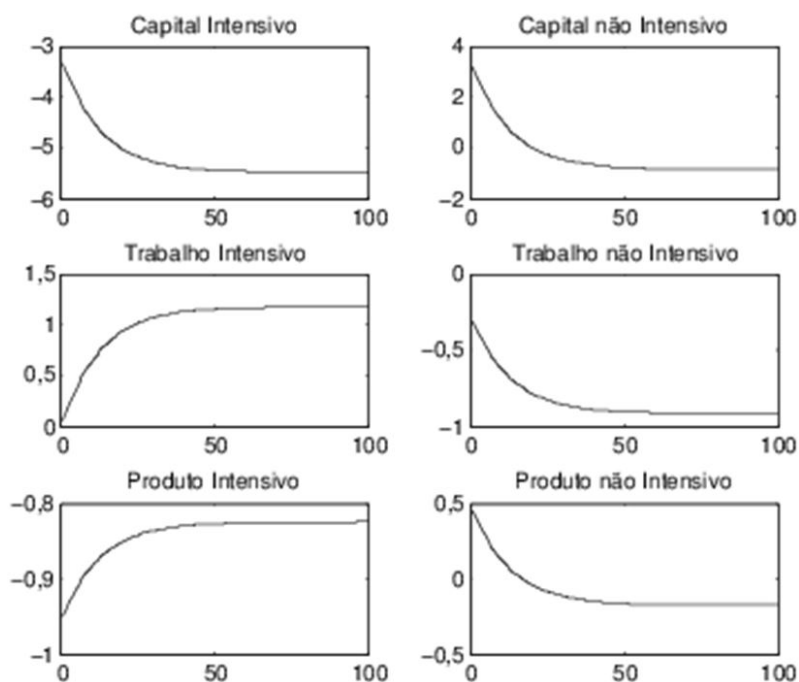 Capital Intensivo
−3
−4
−5
−6
0 50 100
Capital não Intensivo
4
2
0
−2
0 50 100
Trabalho Intensivo
1,5
1
0,5
0
0 50 100
Trabalho não Intensivo
0
−0,5
−1
0 50 100
Produto Intensivo
−0,8
−0,9
−1
0 50 100
Produto não Intensivo
0,5
0
−0,5
0 50 100